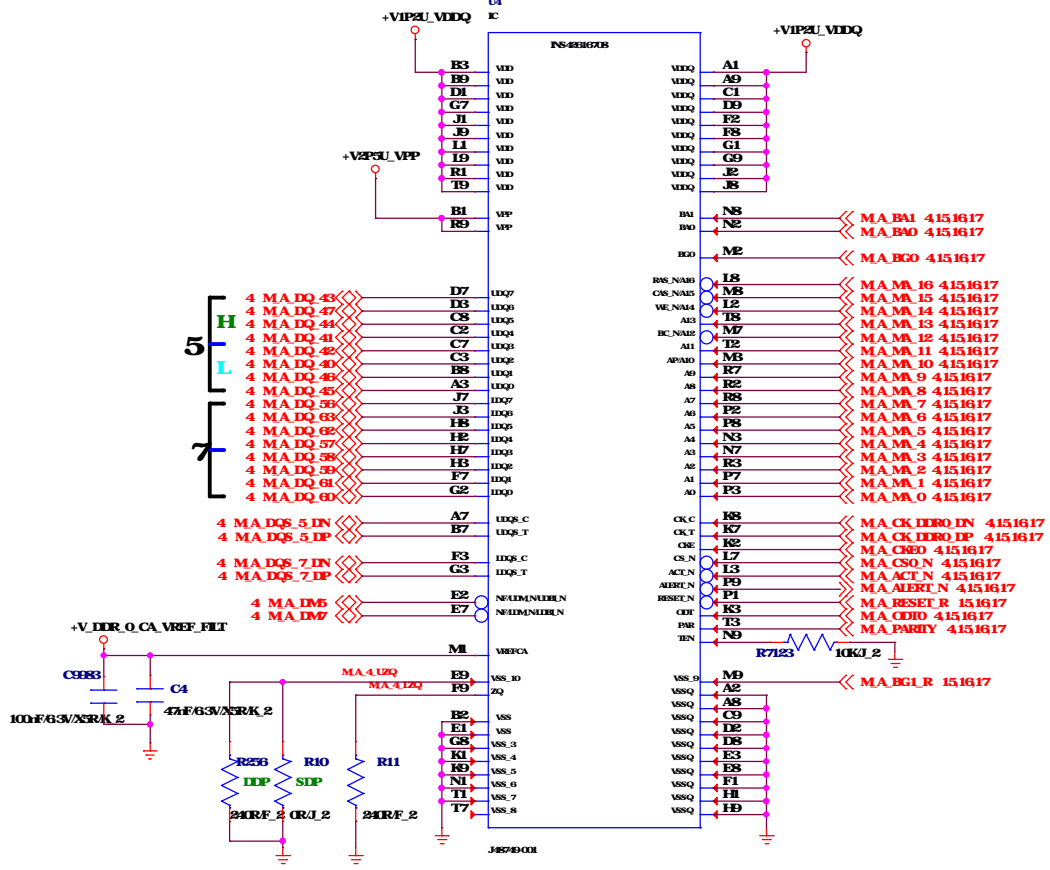 U4
IC
+V1P2U_VDDQ
+V1P2U_VDDQ
INS42616708
B3 VDD VDDQ A1
B9 VDD VDDQ A9
D1 VDD VDDQ C1
G7 VDD VDDQ D9
J1 VDD VDDQ F2
J9 VDD VDDQ F8
L1 VDD VDDQ G1
L9 VDD VDDQ G9
R1 VDD VDDQ J2
T9 VDD VDDQ J8
+V2P5U_VPP
B1 VPP BA1 N8 M_A_BA1 4,15,16,17
R9 VPP BA0 N2 M_A_BA0 4,15,16,17
BG0 M2 M_A_BG0 4,15,16,17
RAS_N/A16 L8 M_A_MA_16 4,15,16,17
4 M_A_DQ_43 D7 UDQ7 CAS_N/A15 M8 M_A_MA_15 4,15,16,17
4 M_A_DQ_47 D3 UDQ6 WE_N/A14 L2 M_A_MA_14 4,15,16,17
4 M_A_DQ_44 C8 UDQ5 A13 T8 M_A_MA_13 4,15,16,17
4 M_A_DQ_41 C2 UDQ4 BC_N/A12 M7 M_A_MA_12 4,15,16,17
4 M_A_DQ_42 C7 UDQ3 A11 T2 M_A_MA_11 4,15,16,17
4 M_A_DQ_40 C3 UDQ2 AP/A10 M3 M_A_MA_10 4,15,16,17
4 M_A_DQ_46 B8 UDQ1 A9 R7 M_A_MA_9 4,15,16,17
4 M_A_DQ_45 A3 UDQ0 A8 R2 M_A_MA_8 4,15,16,17
4 M_A_DQ_56 J7 LDQ7 A7 R8 M_A_MA_7 4,15,16,17
4 M_A_DQ_63 J3 LDQ6 A6 P2 M_A_MA_6 4,15,16,17
4 M_A_DQ_62 H8 LDQ5 A5 P8 M_A_MA_5 4,15,16,17
4 M_A_DQ_57 H2 LDQ4 A4 N3 M_A_MA_4 4,15,16,17
4 M_A_DQ_58 H7 LDQ3 A3 N7 M_A_MA_3 4,15,16,17
4 M_A_DQ_59 H3 LDQ2 A2 R3 M_A_MA_2 4,15,16,17
4 M_A_DQ_61 F7 LDQ1 A1 P7 M_A_MA_1 4,15,16,17
4 M_A_DQ_60 G2 LDQ0 A0 P3 M_A_MA_0 4,15,16,17
H
5
L
7
4 M_A_DQS_5_DN A7 UDQS_C CK_C K8 M_A_CK_DDR0_DN 4,15,16,17
4 M_A_DQS_5_DP B7 UDQS_T CK_T K7 M_A_CK_DDR0_DP 4,15,16,17
CKE K2 M_A_CKE0 4,15,16,17
4 M_A_DQS_7_DN F3 LDQS_C CS_N L7 M_A_CS0_N 4,15,16,17
4 M_A_DQS_7_DP G3 LDQS_T ACT_N L3 M_A_ACT_N 4,15,16,17
ALERT_N P9 M_A_ALERT_N 4,15,16,17
4 M_A_DM5 E2 NF/UDM_N/UDBI_N RESET_N P1 M_A_RESET_R 15,16,17
4 M_A_DM7 E7 NF/LDM_N/LDBI_N ODT K3 M_A_ODT0 4,15,16,17
PAR T3 M_A_PARITY 4,15,16,17
TEN N9
R7123 10K/J_2
+V_DDR_0_CA_VREF_FILT
M1 VREFCA
C9983
100nF/6.3V/X5R/K_2
C4
47nF/6.3V/X5R/K_2
M_A_4_UZQ E9 VSS_10 VSS_9 M9 M_A_BG1_R 15,16,17
M_A_4_LZQ F9 ZQ VSSQ A2
VSSQ A8
B2 VSS VSSQ C9
E1 VSS VSSQ D2
G8 VSS_3 VSSQ D8
K1 VSS_4 VSSQ E3
K9 VSS_5 VSSQ E8
N1 VSS_6 VSSQ F1
T1 VSS_7 VSSQ H1
T7 VSS_8 VSSQ H9
R256 R10 R11
DDP SDP
240R/F_2 0R/J_2 240R/F_2
J48749-001